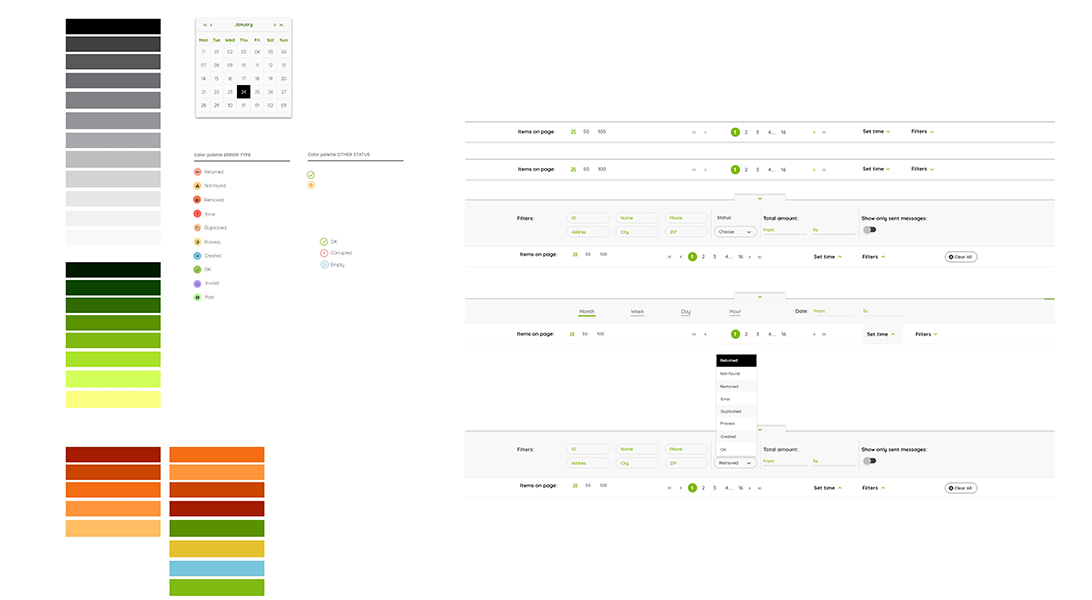 January
Mon Tue Wed Thu Fri Sat Sun
31 01 02 03 04 05 06
07 08 09 10 11 12 13
14 15 16 17 18 19 20
21 22 23 24 25 26 27
28 29 30 31 01 02 03
Color palette ERROR TYPE
Returned
Not-found
Removed
Error
Duplicated
Process
Created
OK
Invalid
Paid
Color palette OTHER STATUS
OK
Corrupted
Empty
Items on page: 25 50 100 1 2 3 4... 16 Set time Filters
Items on page: 25 50 100 1 2 3 4... 16 Set time Filters
Filters: ID Name Phone Status: Total amount: Show only sent messages:
Addres City ZIP Choose From: To:
Items on page: 25 50 100 1 2 3 4... 16 Set time Filters Clear All
Month Week Day Hour Date: From: To:
Items on page: 25 50 100 1 2 3 4... 16 Set time Filters
Returned
Not-found
Removed
Error
Duplicated
Process
Created
OK
Filters: ID Name Phone Total amount: Show only sent messages:
Addres City ZIP Removed From: To:
Items on page: 25 50 100 1 2 3 4... 16 Set time Filters Clear All